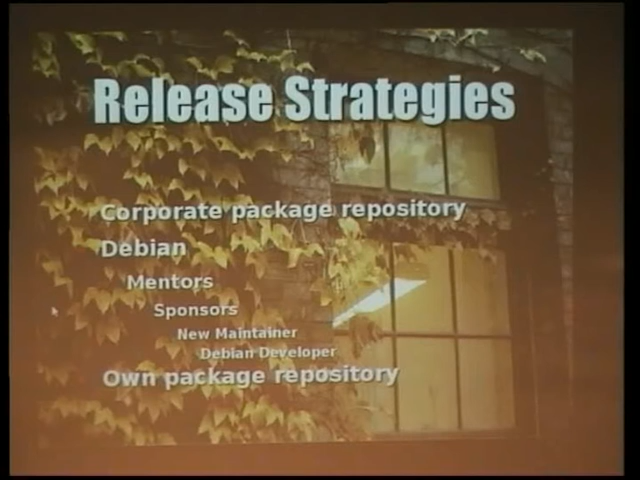 Release Strategies
Corporate package repository
Debian
Mentors
Sponsors
New Maintainer
Debian Developer
Own package repository